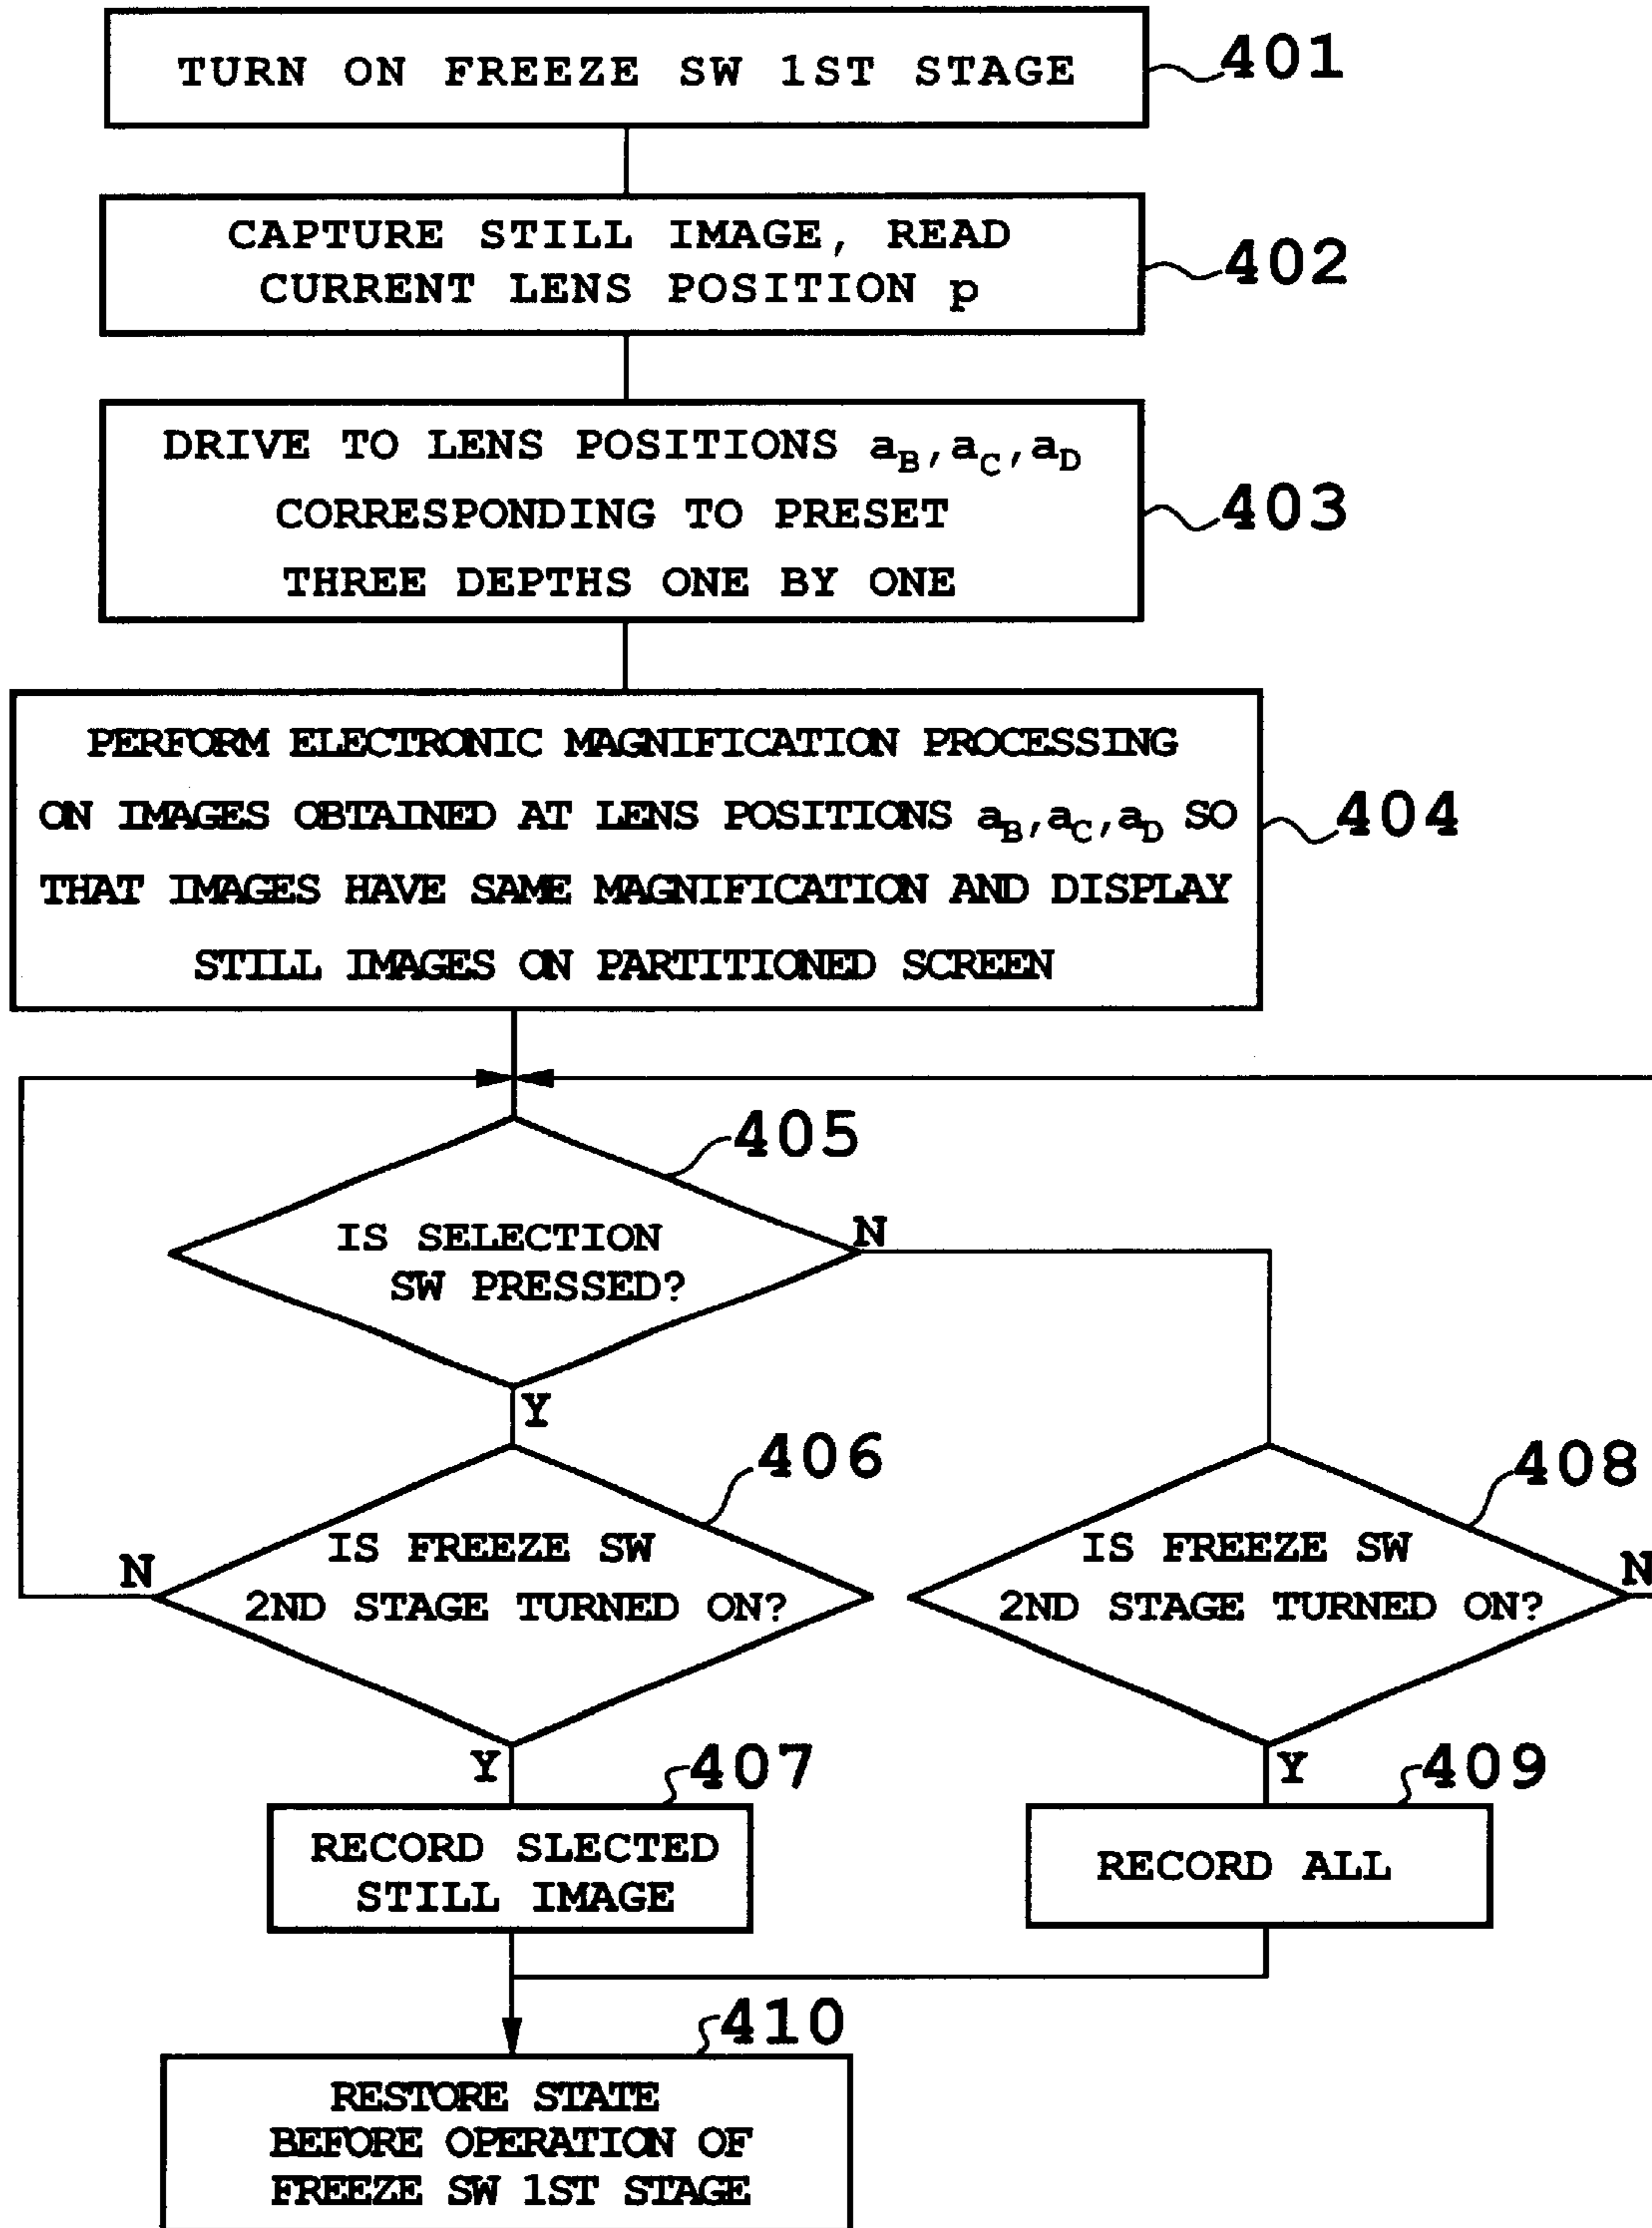 TURN ON FREEZE SW 1ST STAGE
401
CAPTURE STILL IMAGE, READ
CURRENT LENS POSITION p
402
DRIVE TO LENS POSITIONS aB,aC,aD
CORRESPONDING TO PRESET
THREE DEPTHS ONE BY ONE
403
PERFORM ELECTRONIC MAGNIFICATION PROCESSING
ON IMAGES OBTAINED AT LENS POSITIONS aB,aC,aD SO
THAT IMAGES HAVE SAME MAGNIFICATION AND DISPLAY
STILL IMAGES ON PARTITIONED SCREEN
404
405
IS SELECTION
SW PRESSED?
N
Y
406
IS FREEZE SW
2ND STAGE TURNED ON?
N
Y
408
IS FREEZE SW
2ND STAGE TURNED ON?
N
Y
407
RECORD SLECTED
STILL IMAGE
409
RECORD ALL
410
RESTORE STATE
BEFORE OPERATION OF
FREEZE SW 1ST STAGE